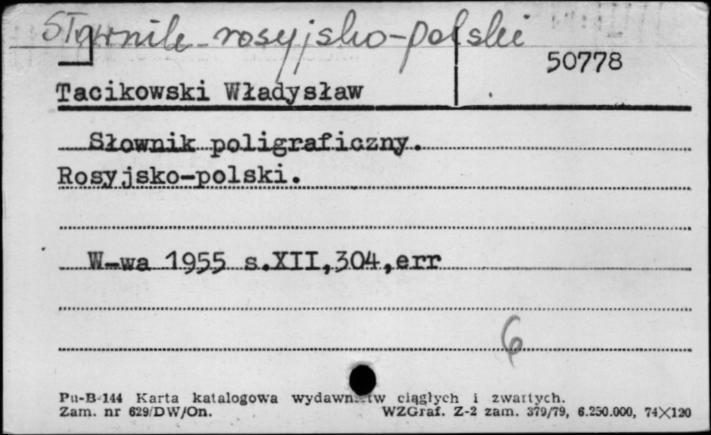 Słownik rosyjsko-polski
50778
Tacikowski Władysław
Słownik poligraficzny.
Rosyjsko-polski.
W-wa 1955 s.XII,304,err
6
Pu-B-144 Karta katalogowa wydawnictw ciągłych i zwartych.
Zam. nr 629/DW/On. WZGraf. Z-2 zam. 379/79, 6.250.000, 74X120